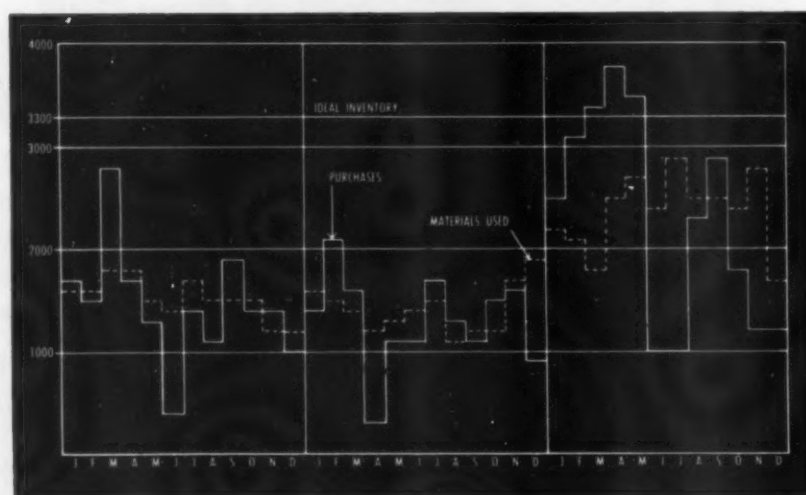 4000
IDEAL INVENTORY
3300
3000
PURCHASES
MATERIALS USED
2000
1000
J F M A M J J A S O N D J F M A M J J A S O N D J F M A M J J A S O N D